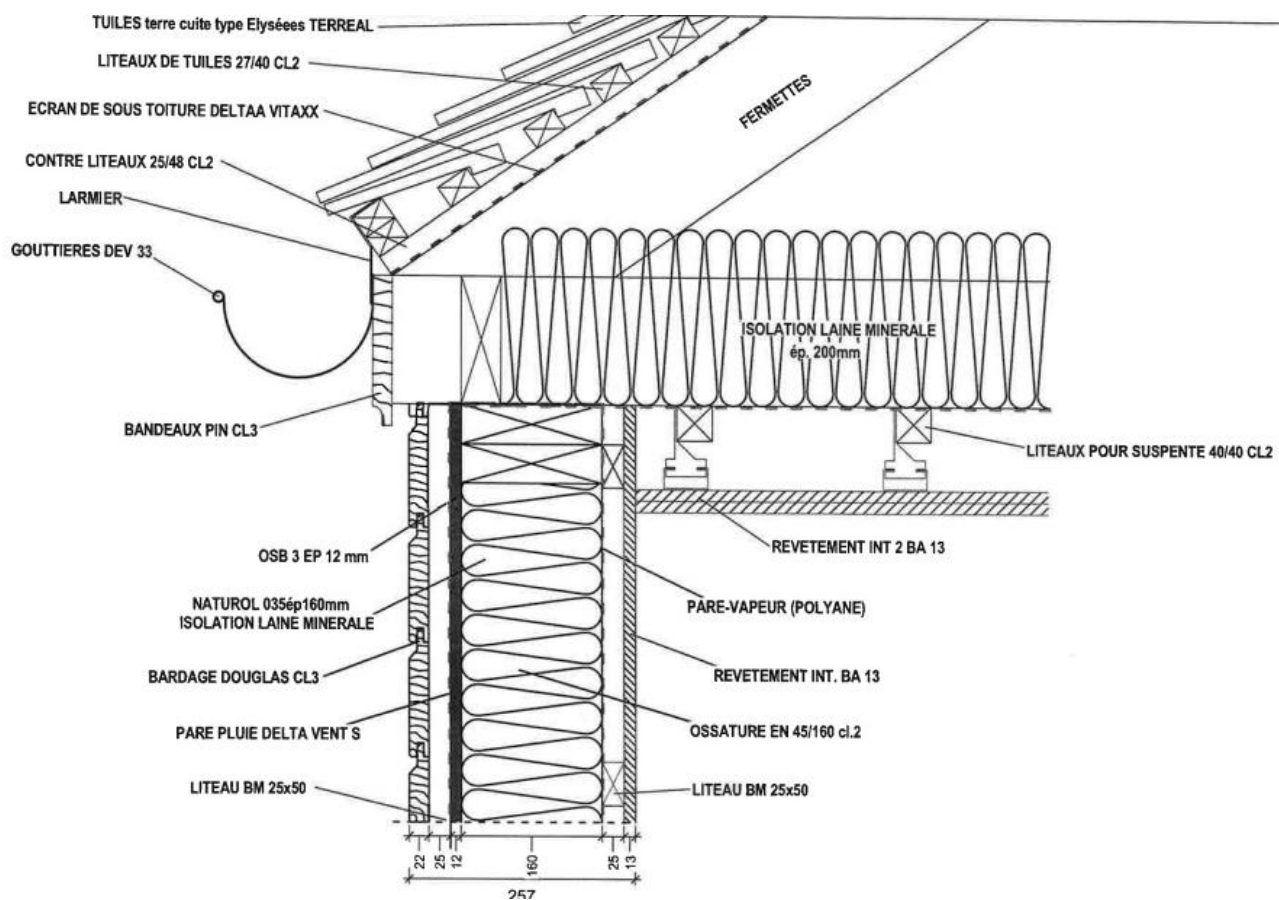 TUILES terre cuite type Elyséees TERREAL
LITEAUX DE TUILES 27/40 CL2
ECRAN DE SOUS TOITURE DELTAA VITAXX
CONTRE LITEAUX 25/48 CL2
LARMIER
GOUTTIERES DEV 33
FERMETTES
ISOLATION LAINE MINERALE
ép. 200mm
BANDEAUX PIN CL3
LITEAUX POUR SUSPENTE 40/40 CL2
OSB 3 EP 12 mm
REVETEMENT INT 2 BA 13
NATUROL 035ép160mm
ISOLATION LAINE MINERALE
PARE-VAPEUR (POLYANE)
BARDAGE DOUGLAS CL3
REVETEMENT INT. BA 13
PARE PLUIE DELTA VENT S
OSSATURE EN 45/160 cl.2
LITEAU BM 25x50
LITEAU BM 25x50
22
25
12
160
25
13
257